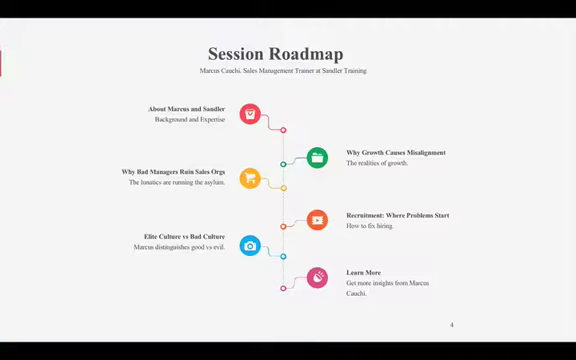 Session Roadmap
Marcus Cauchi. Sales Management Trainer at Sandler Training
About Marcus and Sandler
Background and Expertise
Why Growth Causes Misalignment
The realities of growth.
Why Bad Managers Ruin Sales Orgs
The lunatics are running the asylum.
Recruitment: Where Problems Start
How to fix hiring.
Elite Culture vs Bad Culture
Marcus distinguishes good vs evil.
Learn More
Get more insights from Marcus
Cauchi.
4